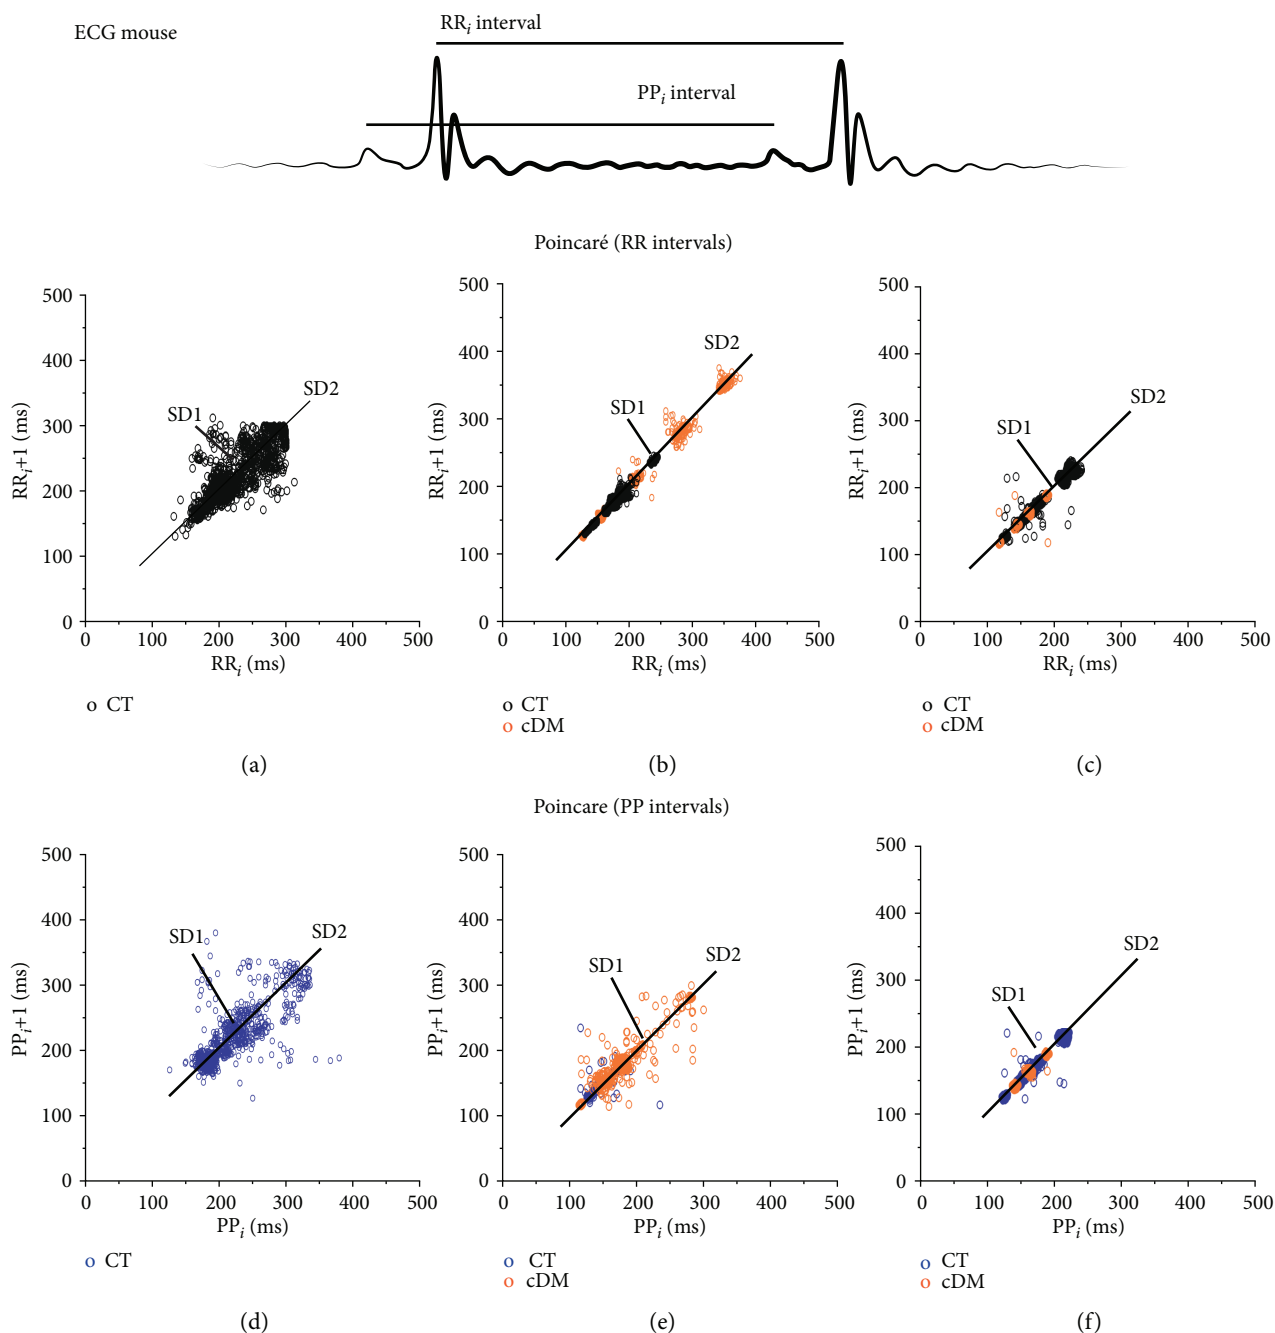 ECG mouse
RRi interval
PPi interval
Poincaré (RR intervals)
500
400
300
200
100
0
0 100 200 300 400 500
RRi+1 (ms)
RRi (ms)
SD1
SD2
o CT
(a)
500
400
300
200
100
0
0 100 200 300 400 500
RRi+1 (ms)
RRi (ms)
SD1
SD2
o CT
o cDM
(b)
500
400
300
200
100
0
0 100 200 300 400 500
RRi+1 (ms)
RRi (ms)
SD1
SD2
o CT
o cDM
(c)
Poincare (PP intervals)
500
400
300
200
100
0
0 100 200 300 400 500
PPi+1 (ms)
PPi (ms)
SD1
SD2
o CT
(d)
500
400
300
200
100
0
0 100 200 300 400 500
PPi+1 (ms)
PPi (ms)
SD1
SD2
o CT
o cDM
(e)
500
400
300
200
100
0
0 100 200 300 400 500
PPi+1 (ms)
PPi (ms)
SD1
SD2
o CT
o cDM
(f)